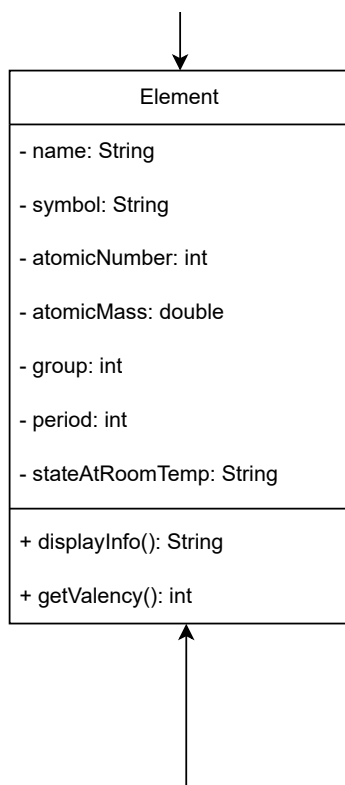 Element
- name: String
- symbol: String
- atomicNumber: int
- atomicMass: double
- group: int
- period: int
- stateAtRoomTemp: String
+ displayInfo(): String
+ getValency(): int